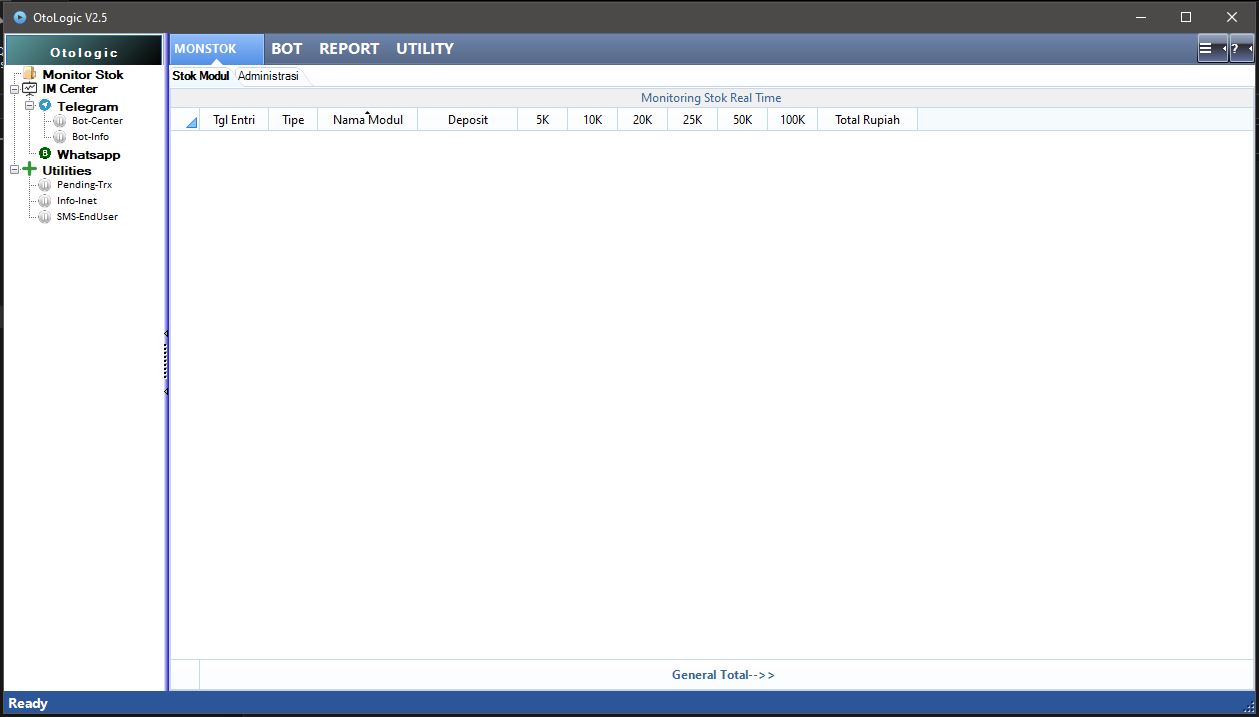 OtoLogic V2.5
Otologic
Monitor Stok
IM Center
Telegram
Bot-Center
Bot-Info
Whatsapp
Utilities
Pending-Trx
Info-Inet
SMS-EndUser
MONSTOK BOT REPORT UTILITY
?
Stok Modul Administrasi
Monitoring Stok Real Time
Tgl Entri Tipe Nama Modul Deposit 5K 10K 20K 25K 50K 100K Total Rupiah
General Total-->>
Ready